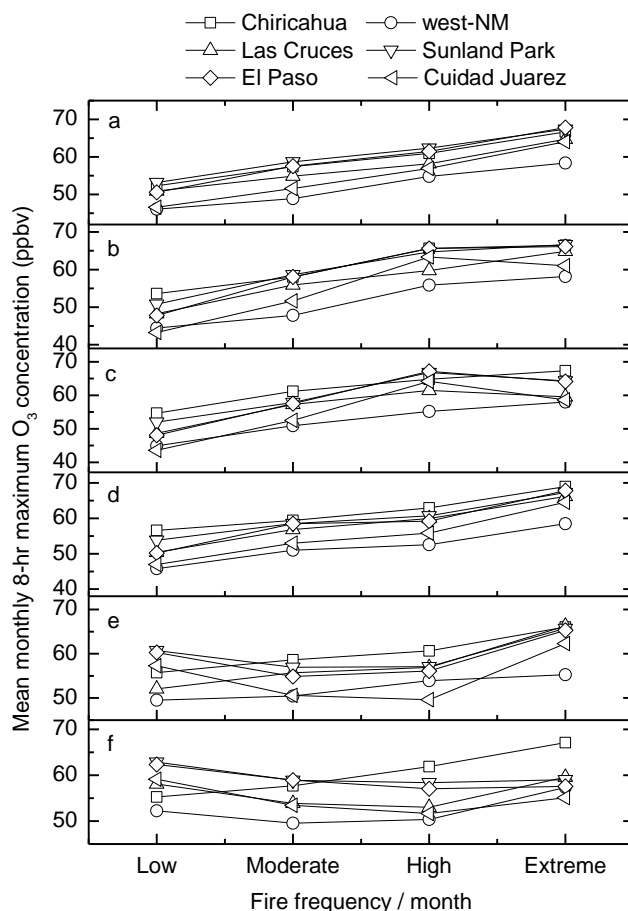 Chiricahua west-NM
Las Cruces Sunland Park
El Paso Cuidad Juarez
Mean monthly 8-hr maximum O3 concentration (ppbv)
a
70
60
50
b
70
60
50
40
c
70
60
50
40
d
70
60
50
40
e
70
60
50
f
70
60
50
Low Moderate High Extreme
Fire frequency / month